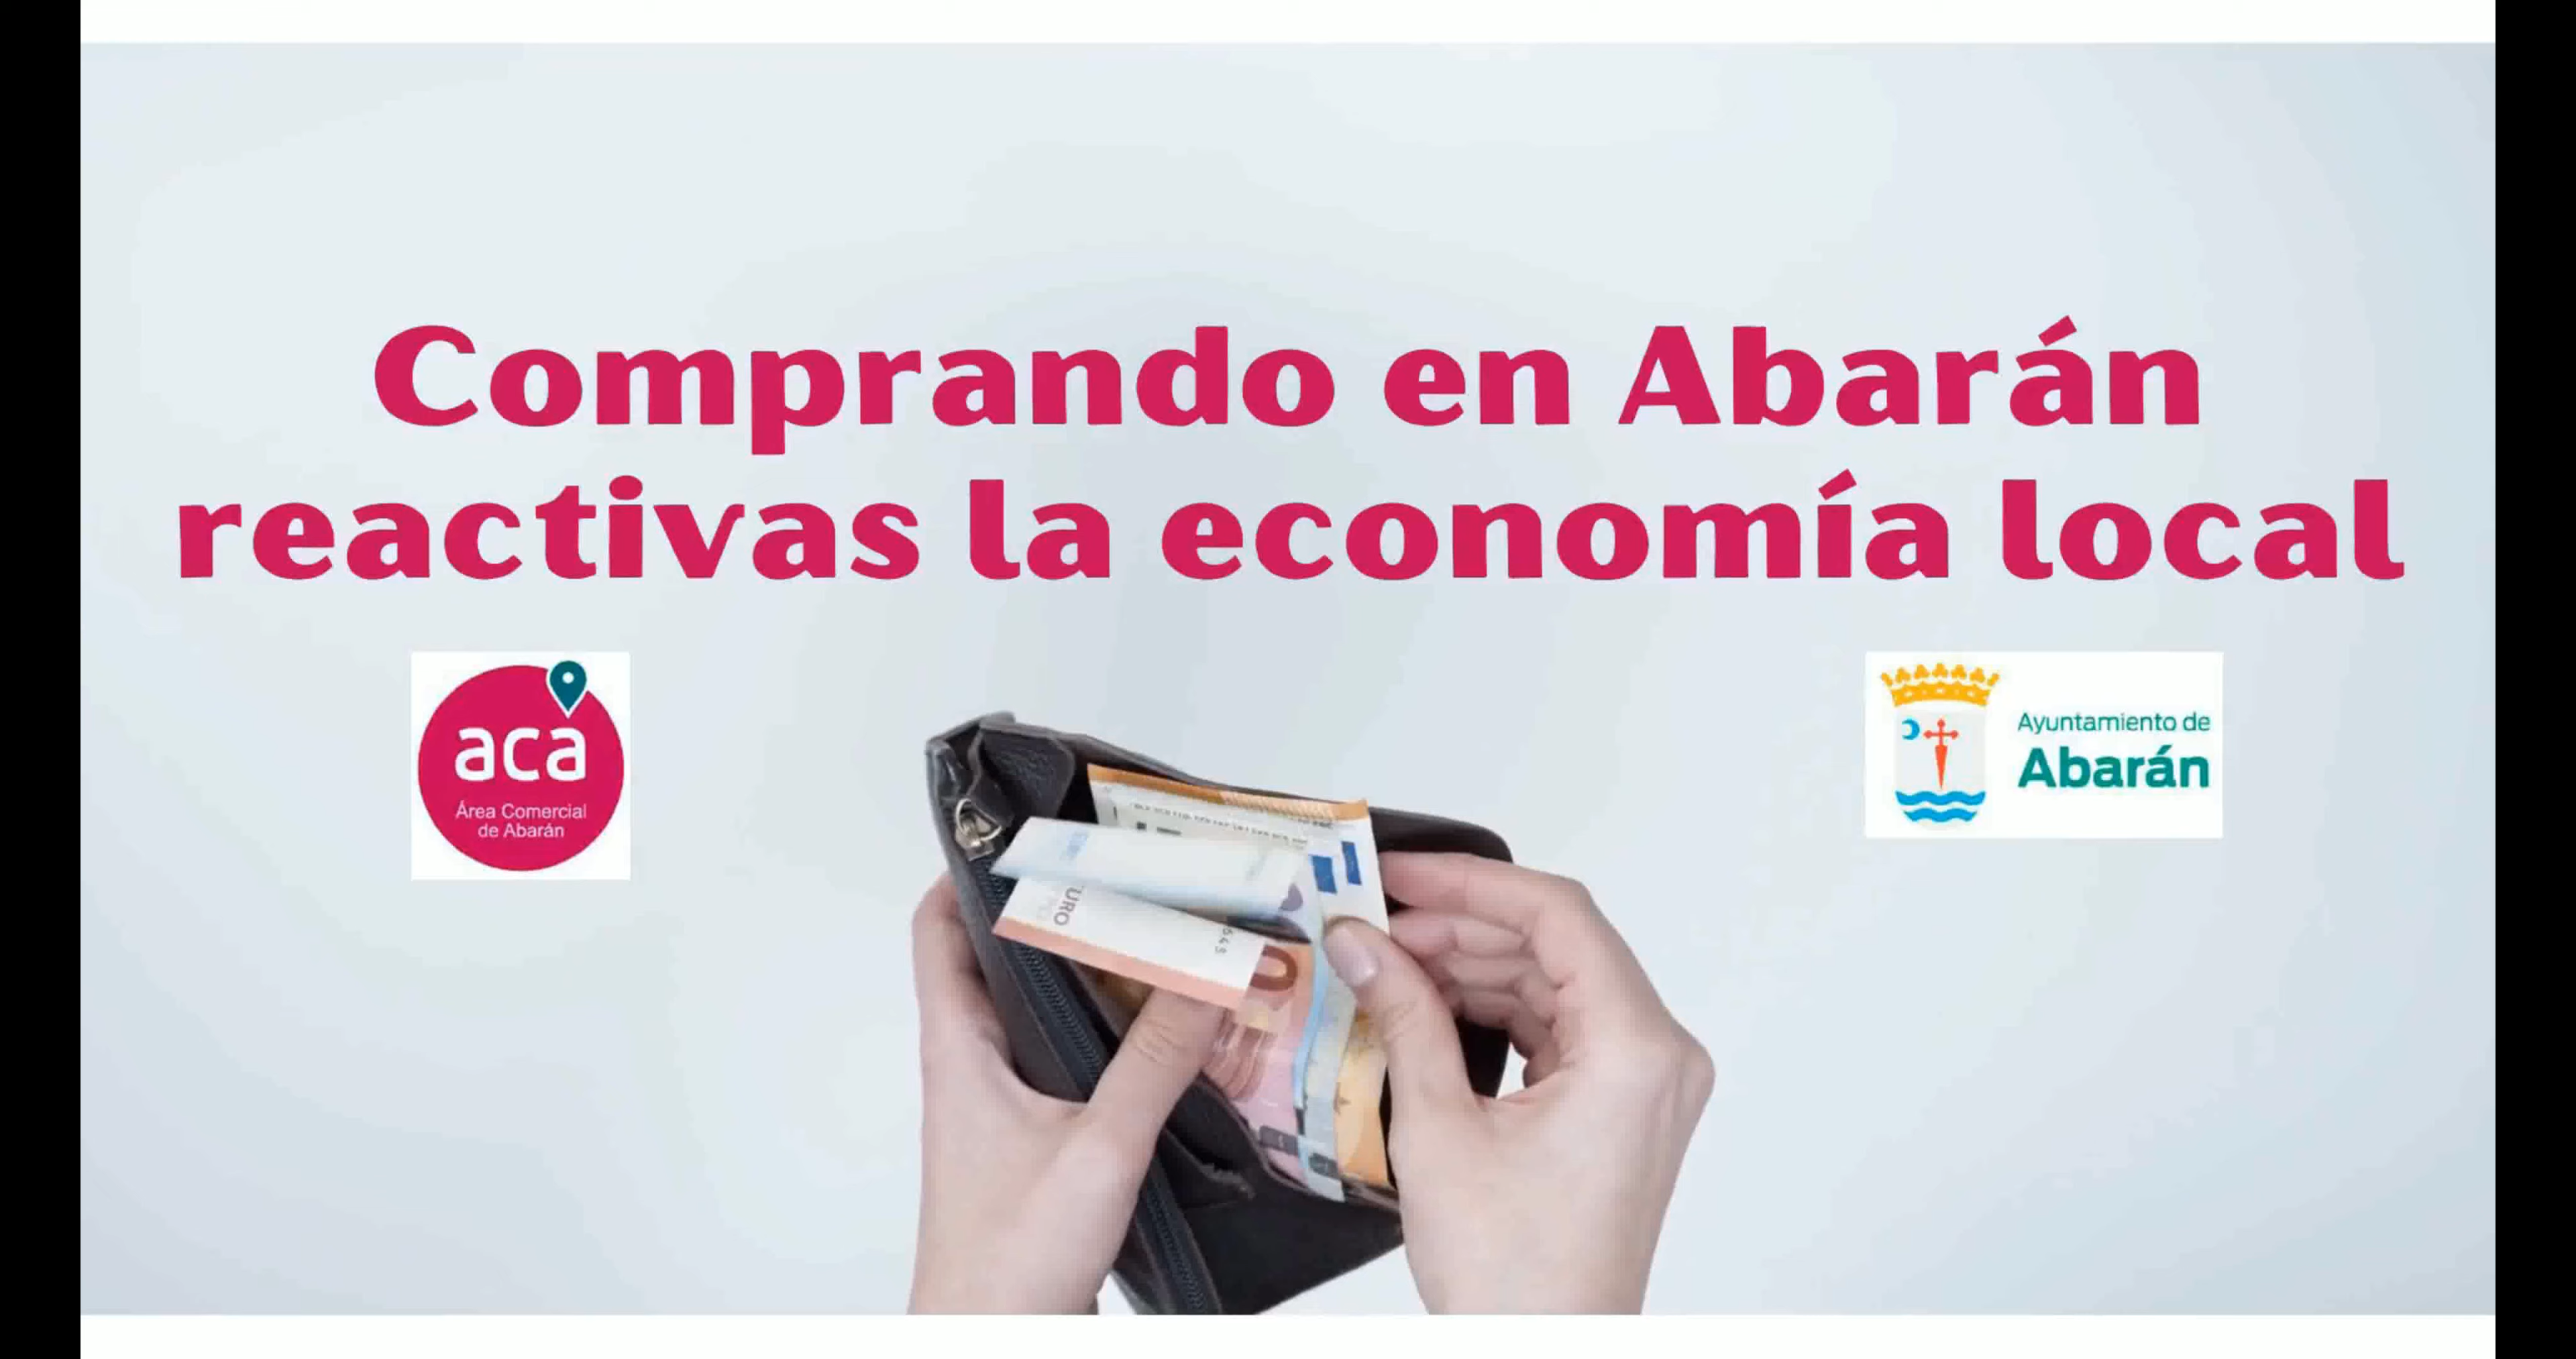 Comprando en Abarán
reactivas la economía local
aca
Área Comercial
de Abarán
Ayuntamiento de
Abarán